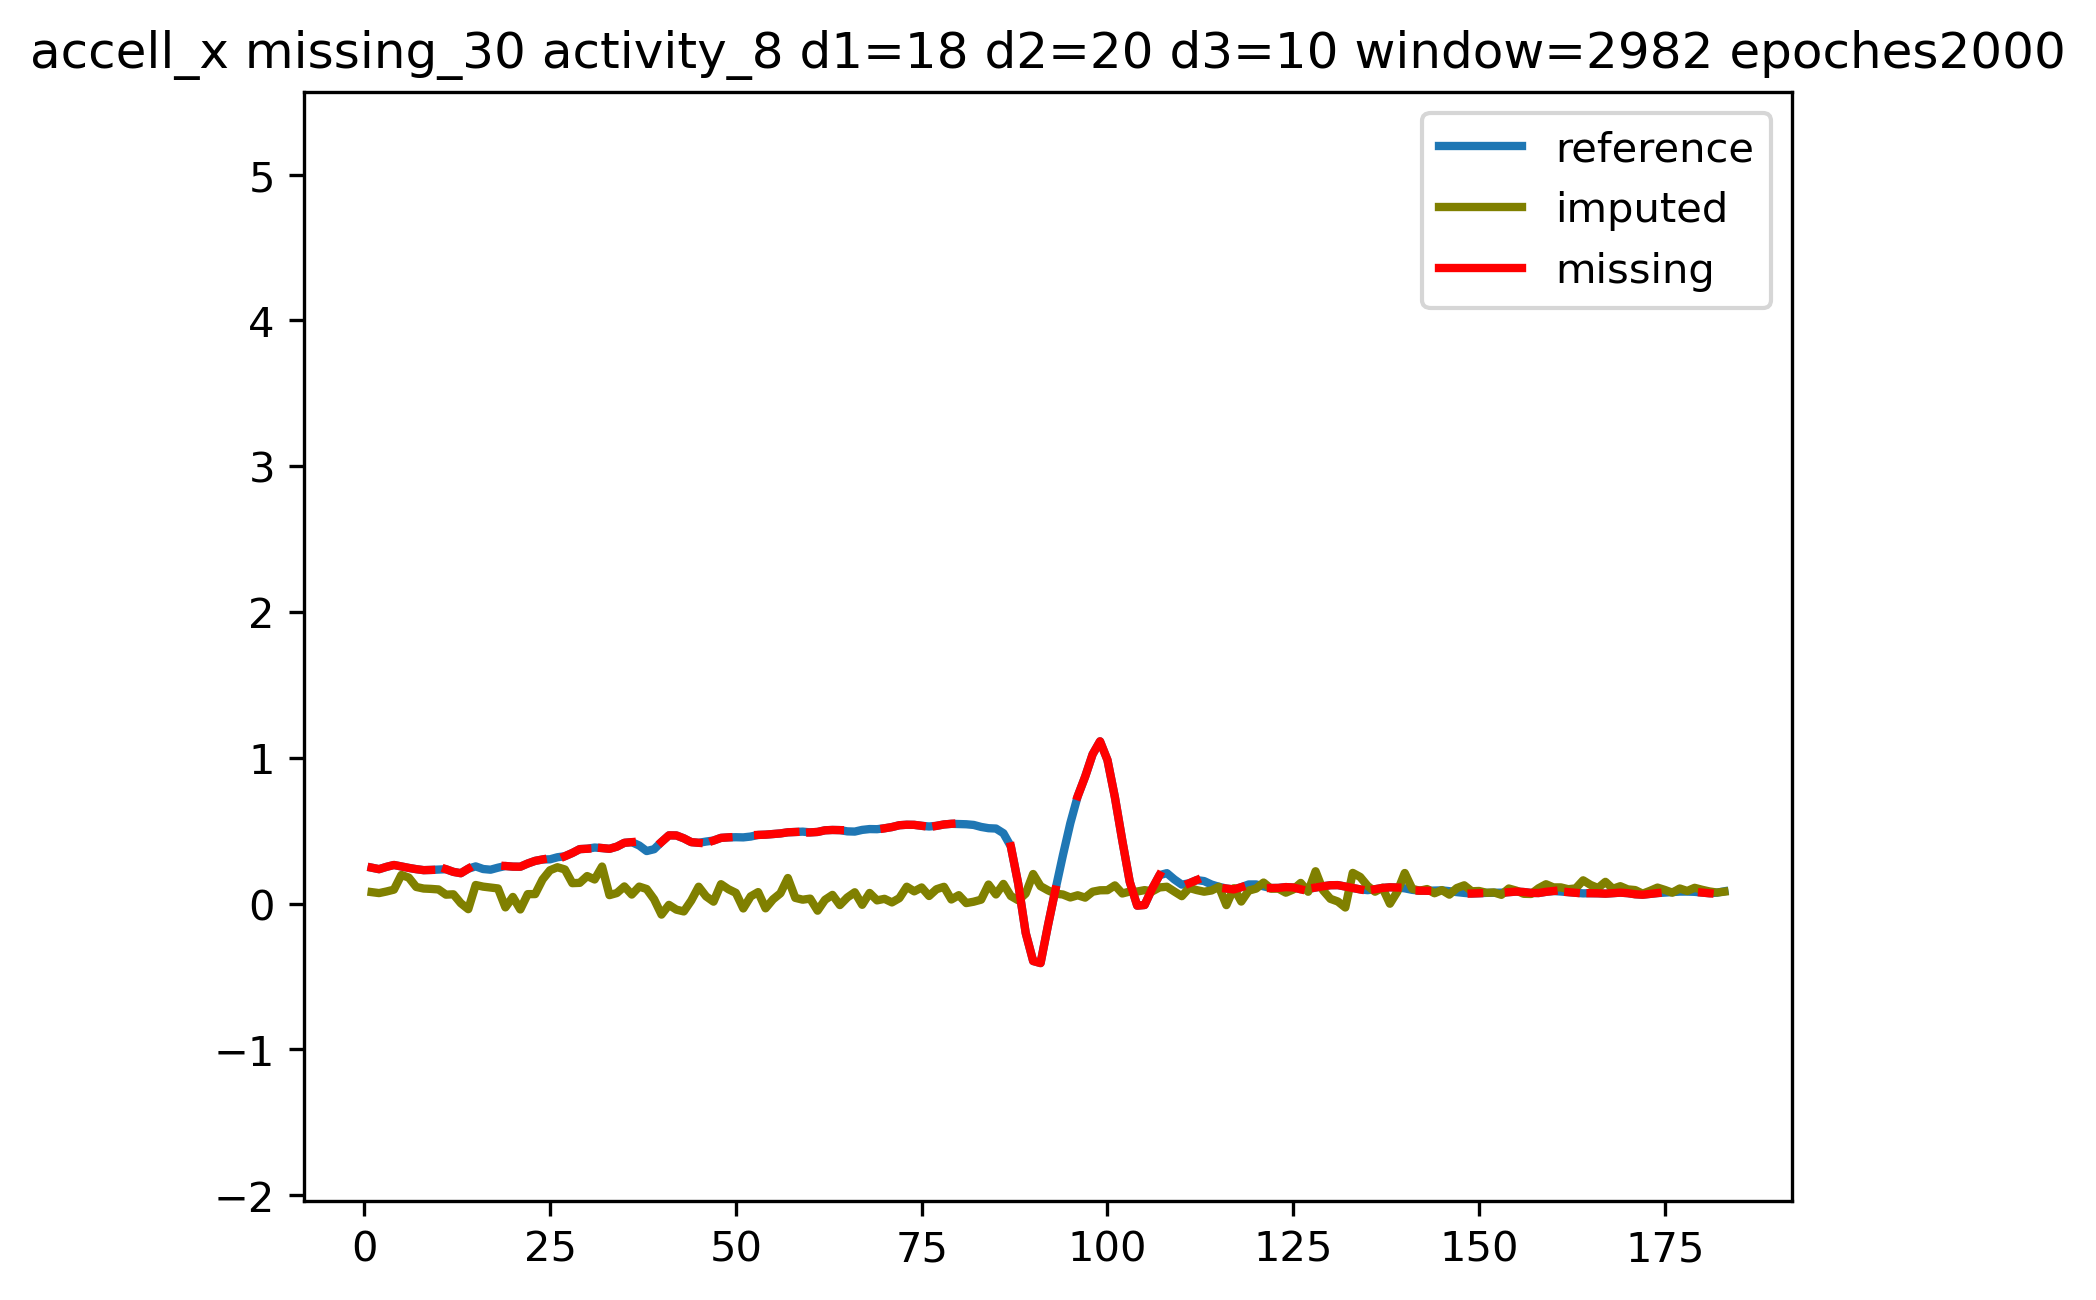 accell_x missing_30 activity_8 d1=18 d2=20 d3=10 window=2982 epoches2000
reference
imputed
missing
5
4
3
2
1
0
−1
−2
0 25 50 75 100 125 150 175